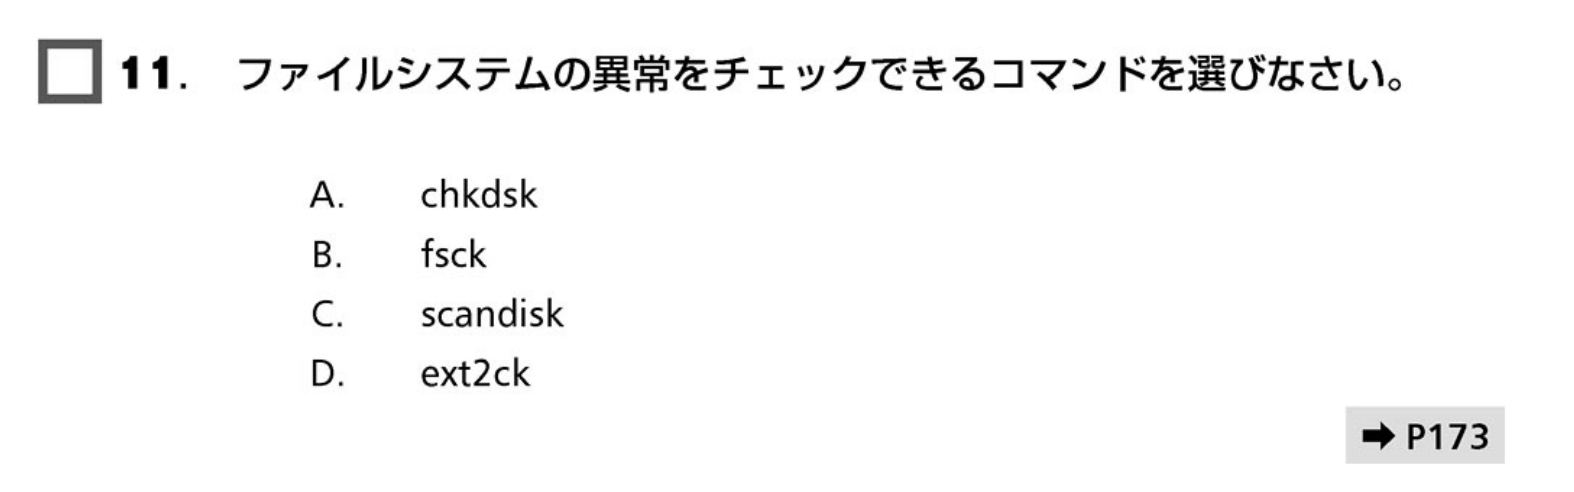 11. ファイルシステムの異常をチェックできるコマンドを選びなさい。
A. chkdsk
B. fsck
C. scandisk
D. ext2ck
➡ P173